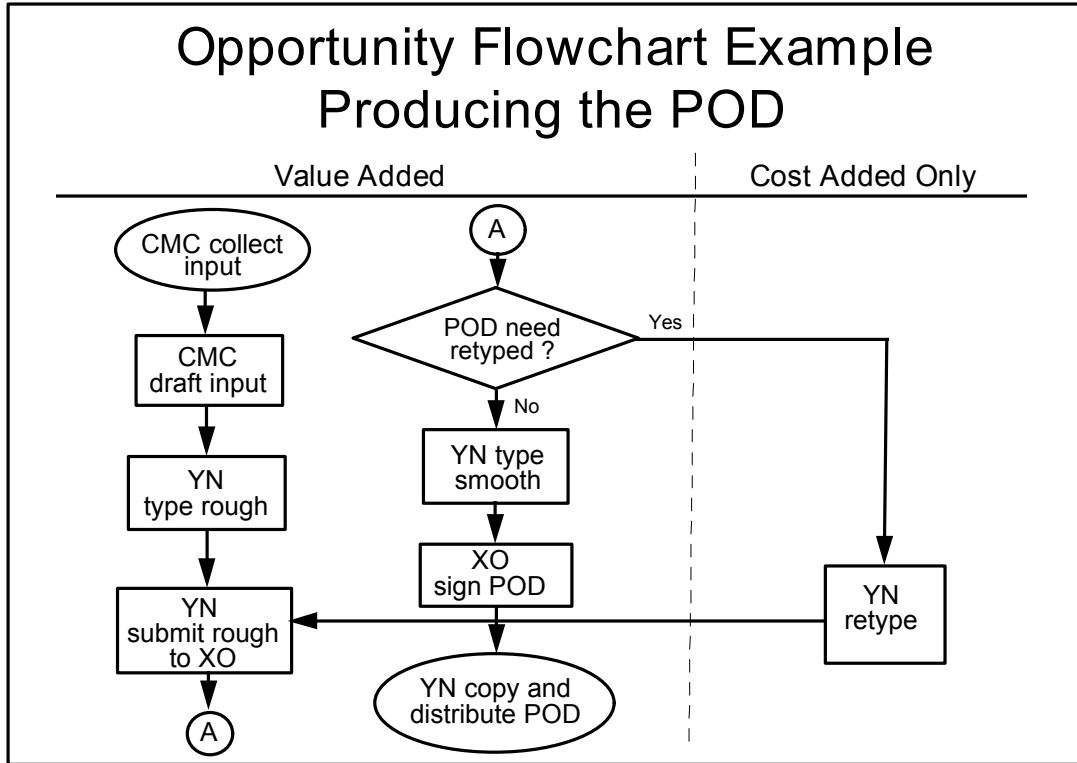 Opportunity Flowchart Example
Producing the POD
Value Added
Cost Added Only
CMC collect
input
CMC
draft input
YN
type rough
YN
submit rough
to XO
A
A
POD need
retyped ?
Yes
No
YN type
smooth
XO
sign POD
YN copy and
distribute POD
YN
retype